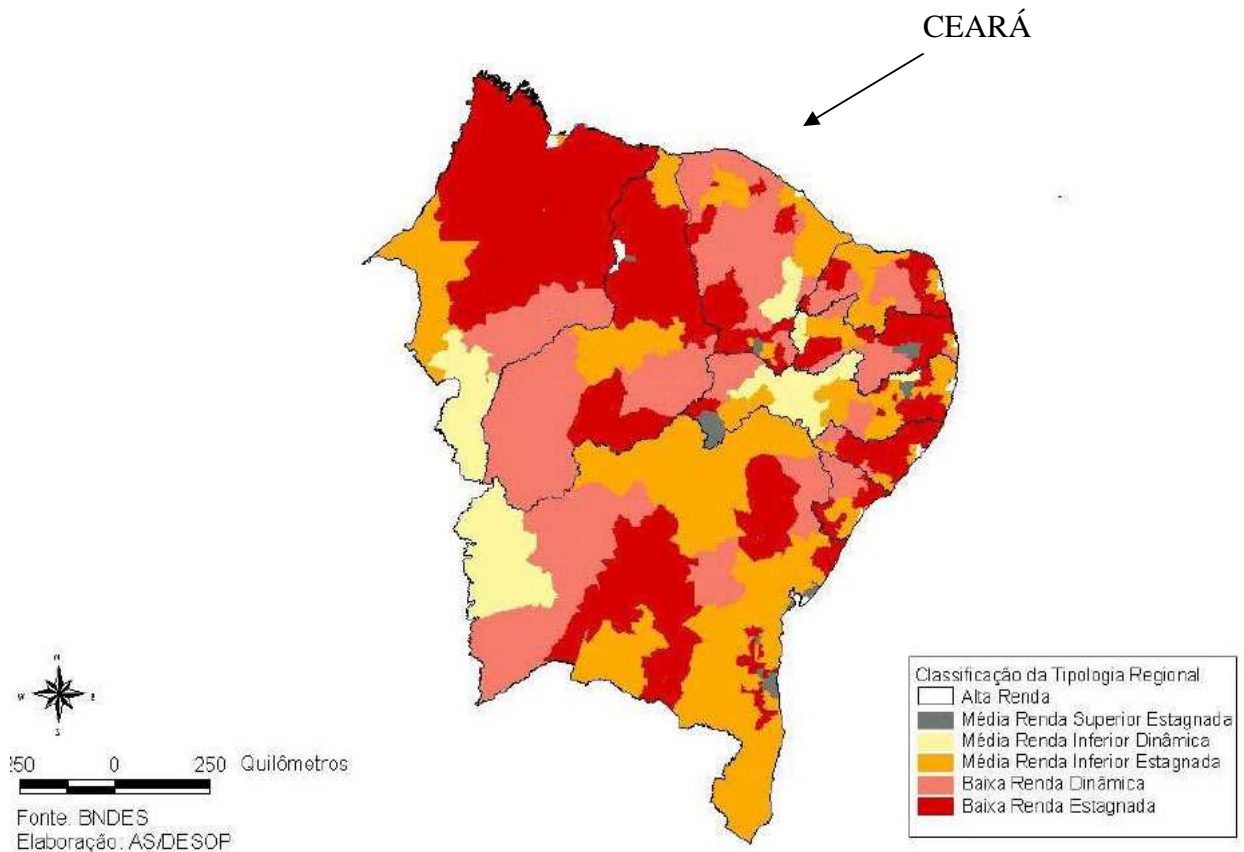 CEARÁ
N
W
E
S
250 0 250 Quilômetros
Fonte: BNDES
Elaboração: AS/DESOP
Classificação da Tipologia Regional
Alta Renda
Média Renda Superior Estagnada
Média Renda Inferior Dinâmica
Média Renda Inferior Estagnada
Baixa Renda Dinâmica
Baixa Renda Estagnada